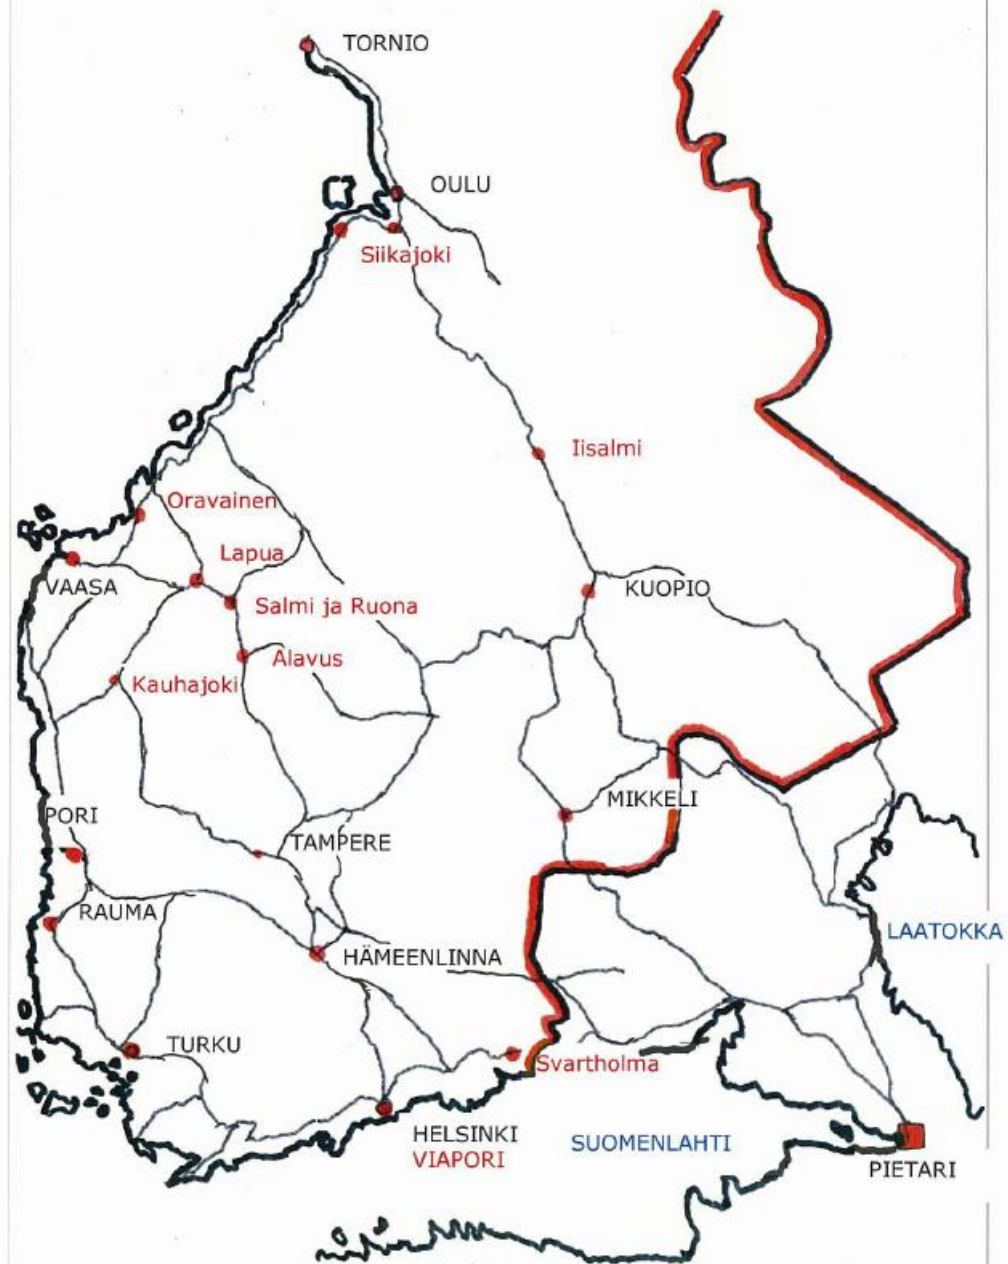 TORNIO
OULU
Siikajoki
Iisalmi
Oravainen
Lapua
VAASA
KUOPIO
Salmi ja Ruona
Alavus
Kauhajoki
MIKKELI
PORI
TAMPERE
RAUMA
LAATOKKA
HÄMEENLINNA
TURKU
Svartholma
HELSINKI
VIAPORI
SUOMENLAHTI
PIETARI